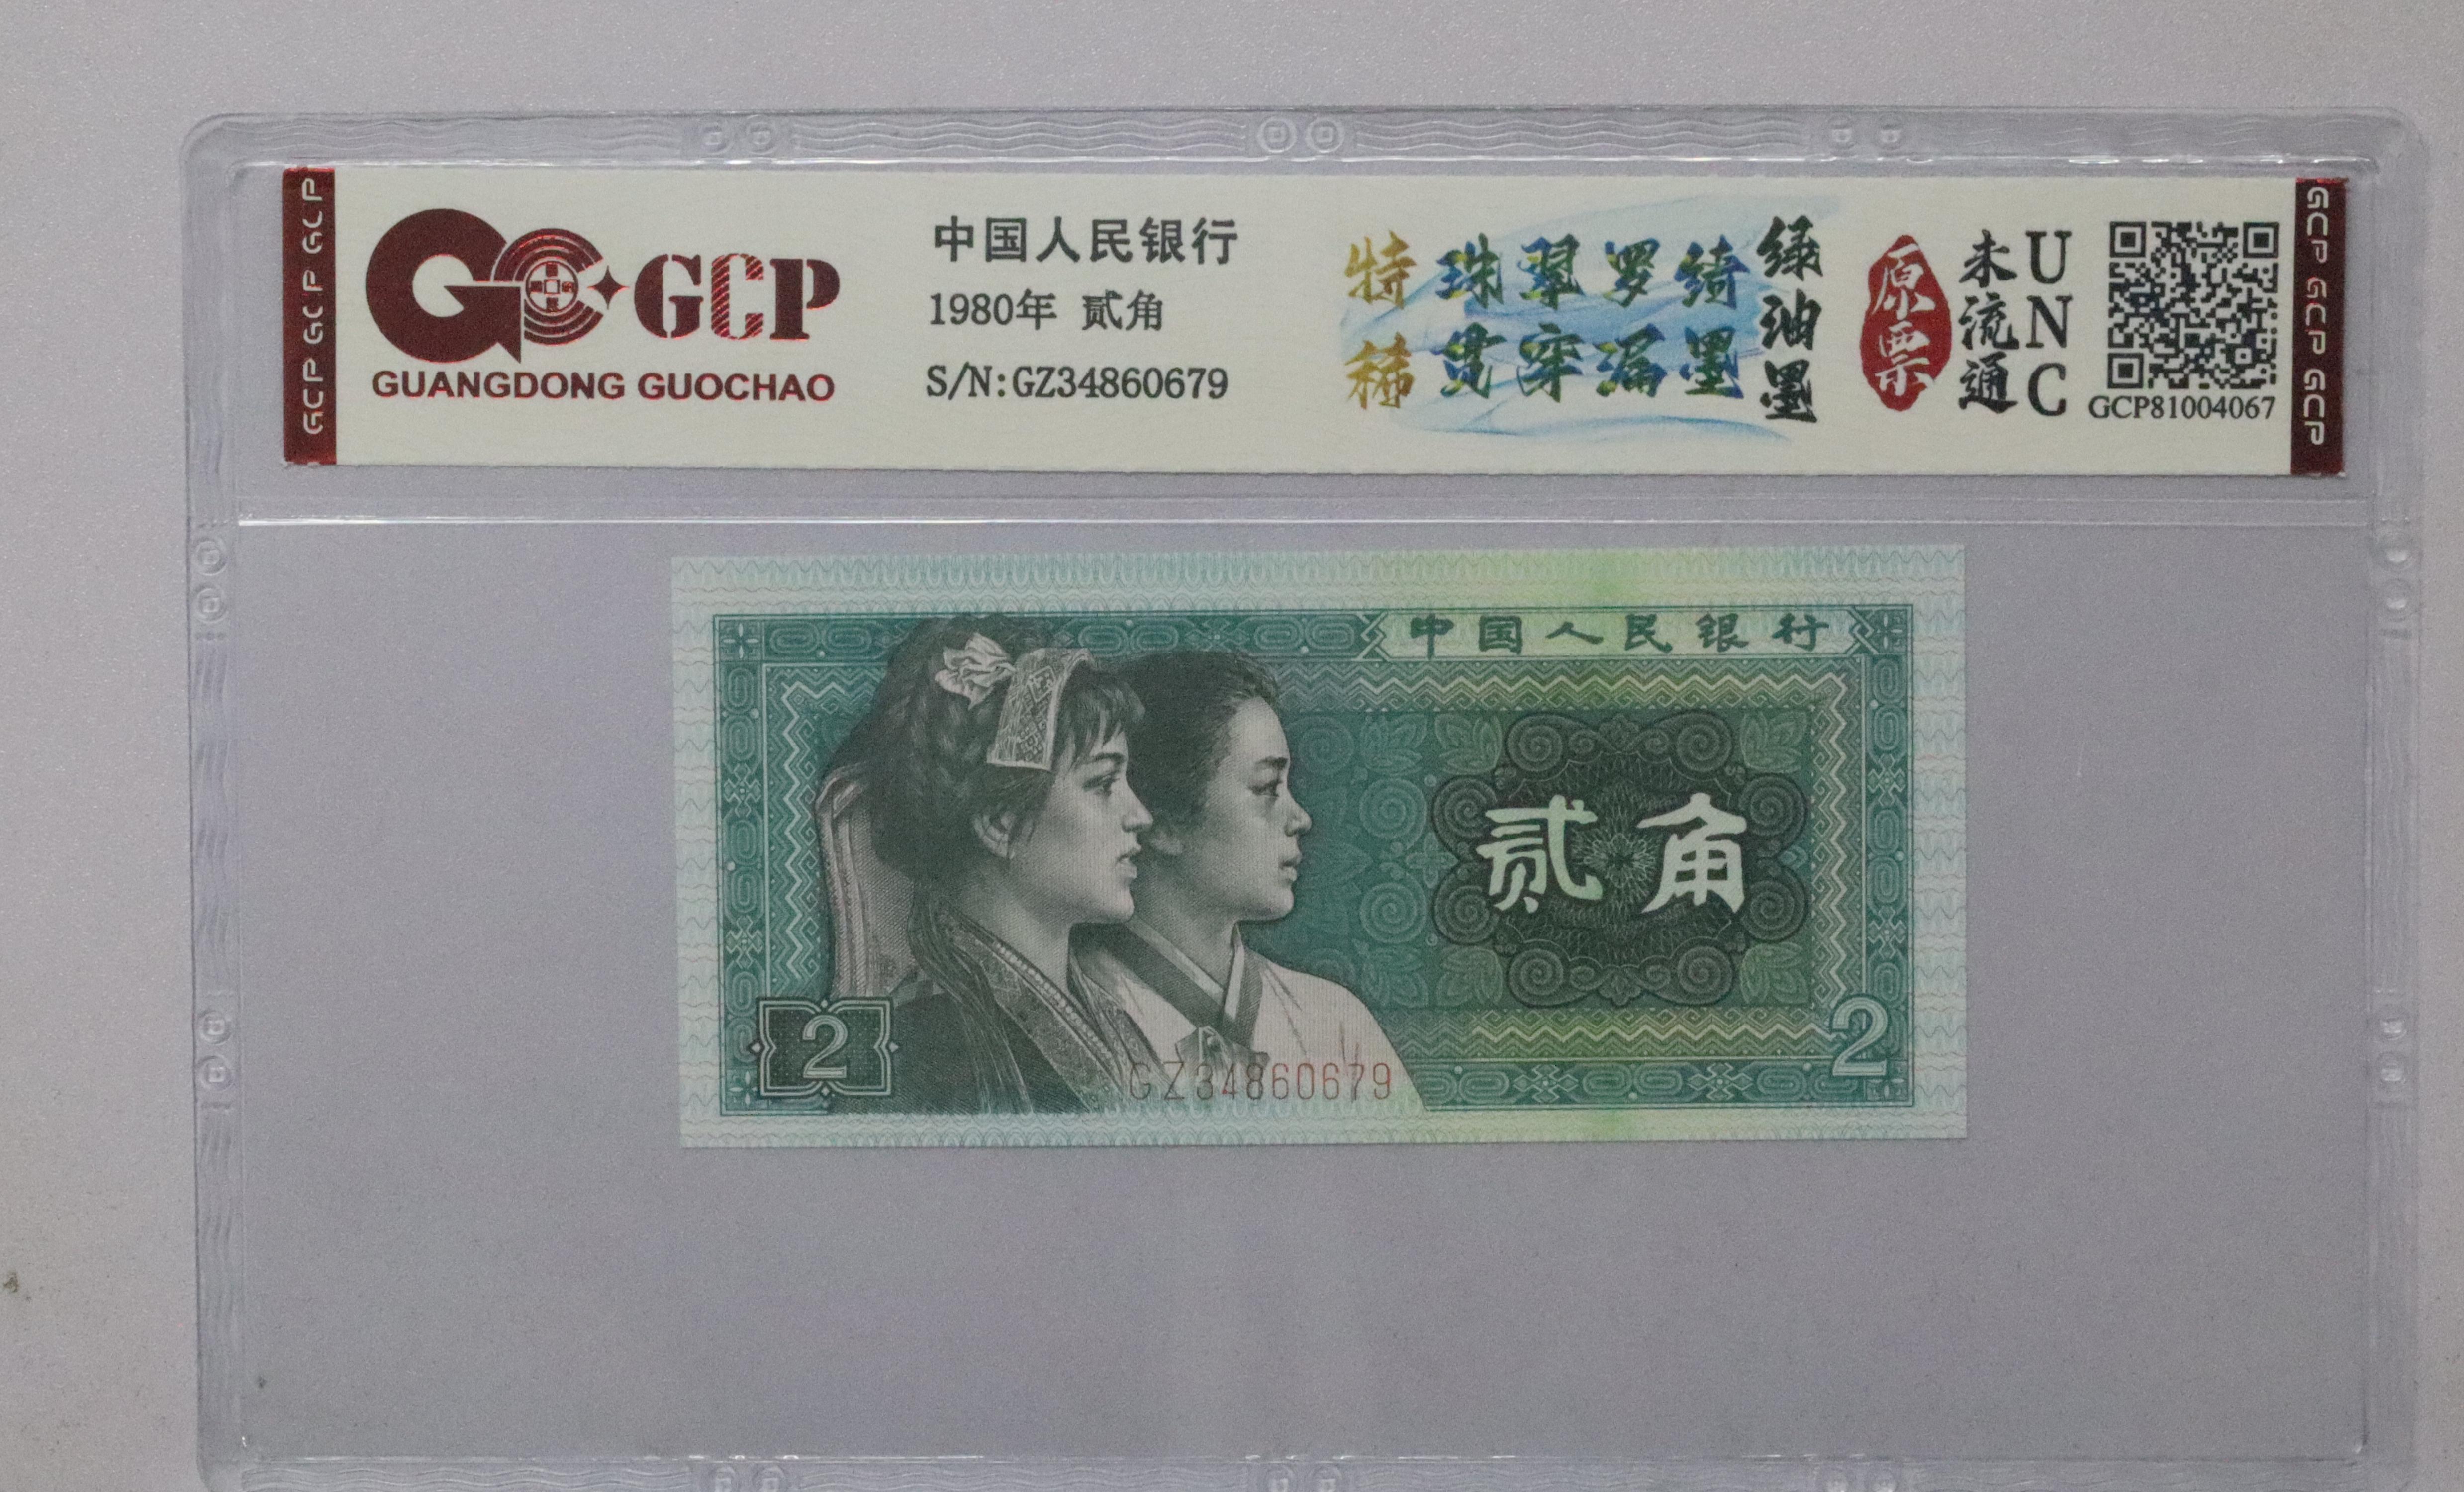 GCP GCP GCP
GCP
GUANGDONG GUOCHAO
中国人民银行
1980年 贰角
S/N:GZ34860679
特稀
珠翠罗绮
贯穿漏墨
绿油墨
原票
未流通
UNC
GCP81004067
GCP GCP GCP
中国人民银行
贰角
2
2
GZ34860679